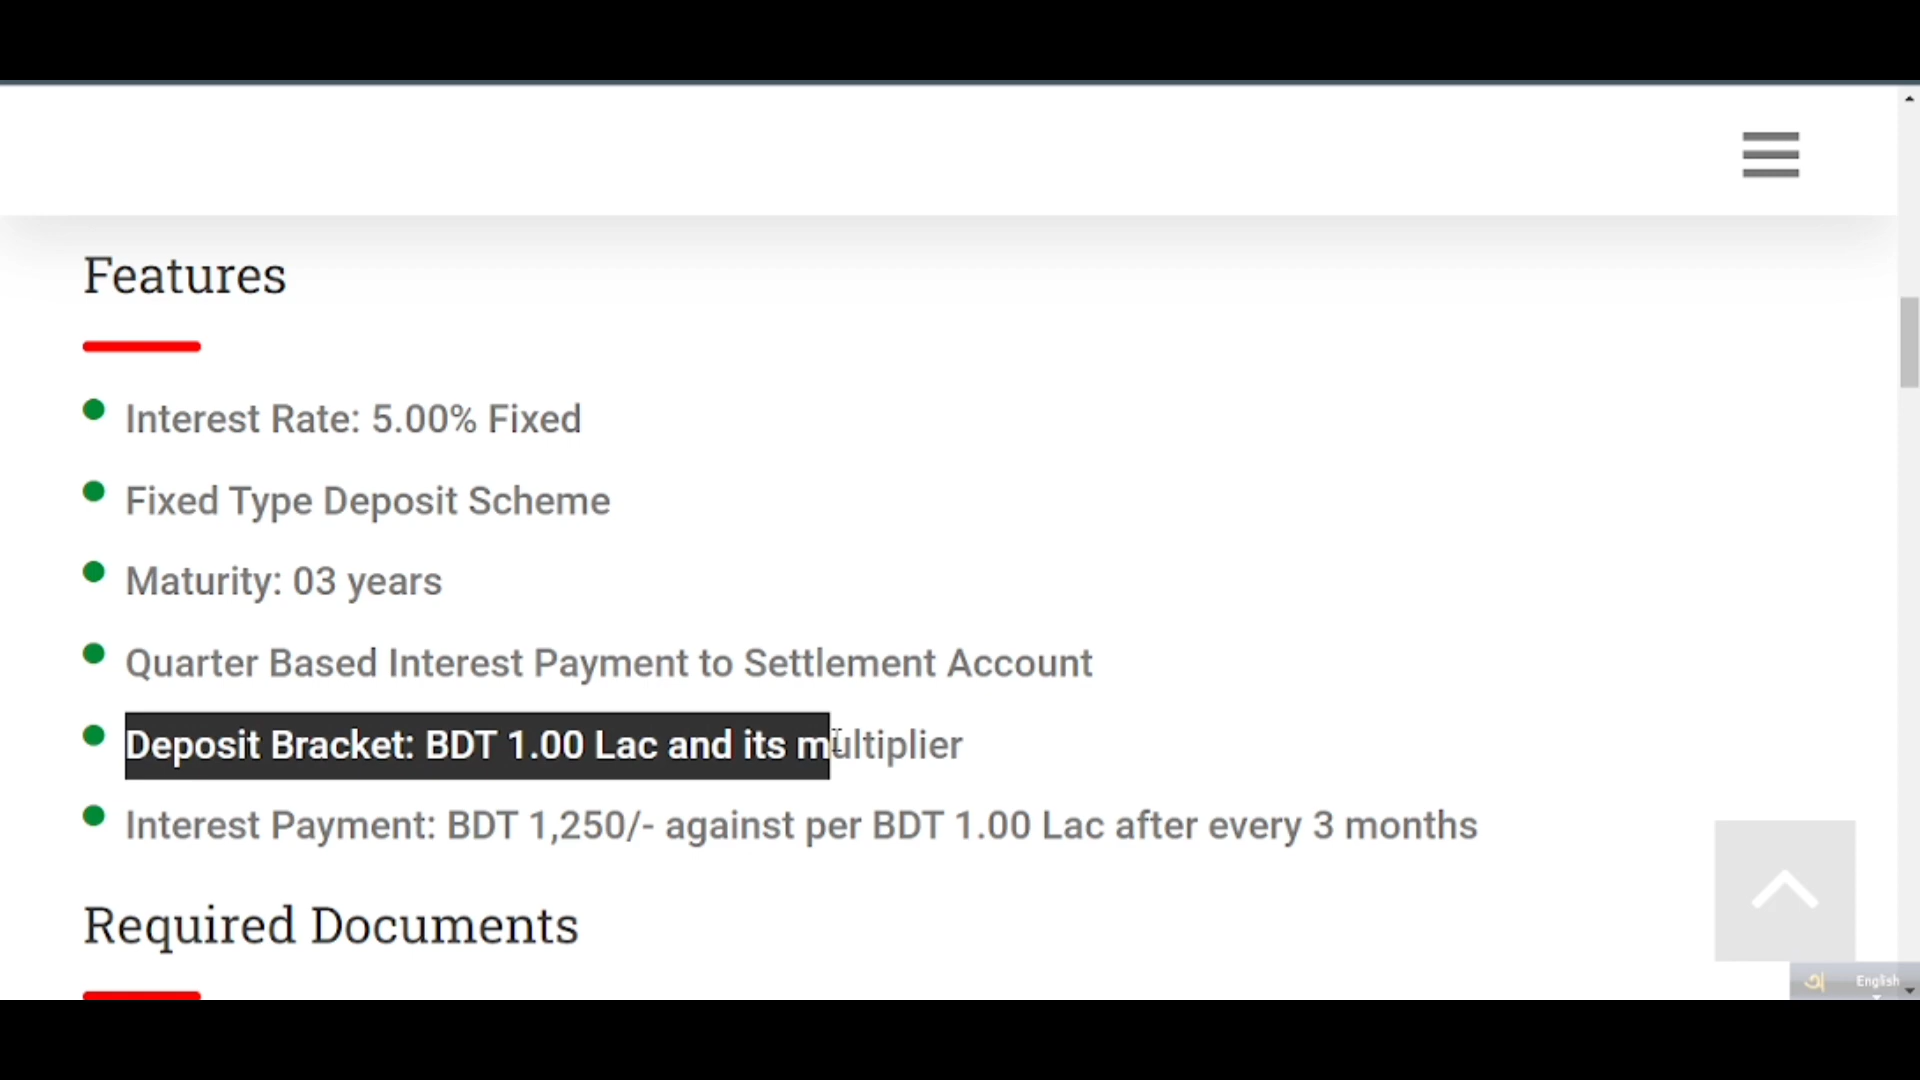 Features
Interest Rate: 5.00% Fixed
Fixed Type Deposit Scheme
Maturity: 03 years
Quarter Based Interest Payment to Settlement Account
Deposit Bracket: BDT 1.00 Lac and its multiplier
Interest Payment: BDT 1,250/- against per BDT 1.00 Lac after every 3 months
Required Documents
অ English